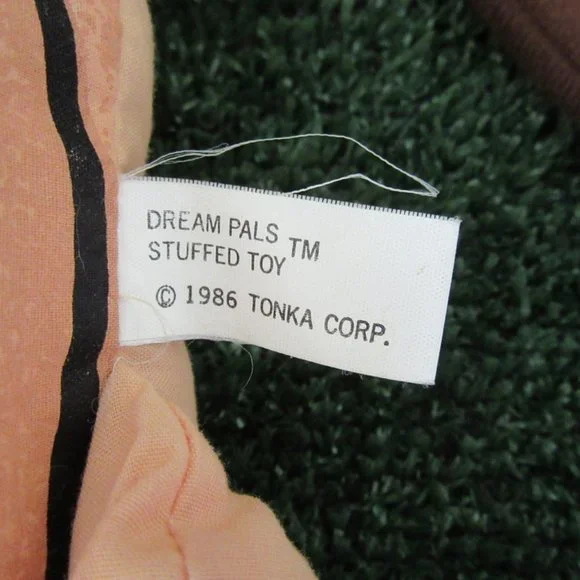 DREAM PALS ™
STUFFED TOY
© 1986 TONKA CORP.